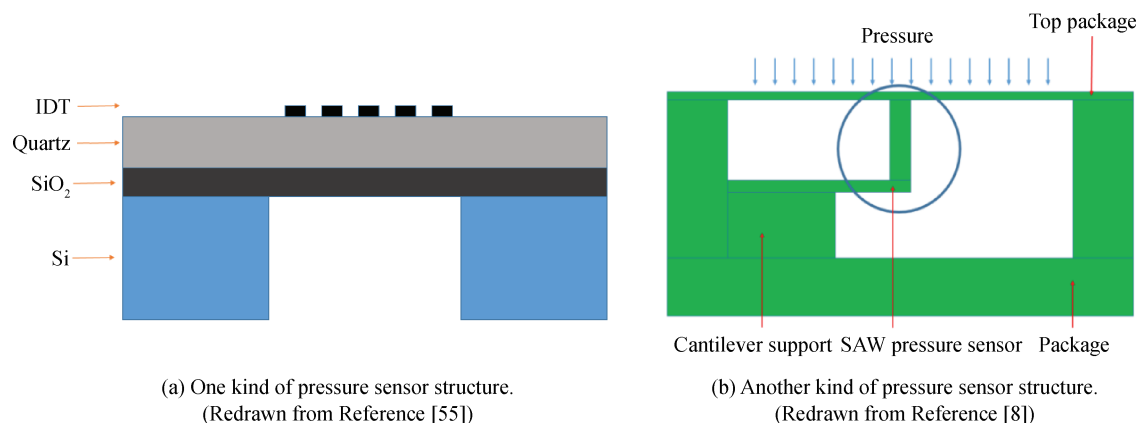 IDT
Quartz
SiO₂
Si
(a) One kind of pressure sensor structure.
(Redrawn from Reference [55])
Top package
Pressure
Cantilever support
SAW pressure sensor
Package
(b) Another kind of pressure sensor structure.
(Redrawn from Reference [8])